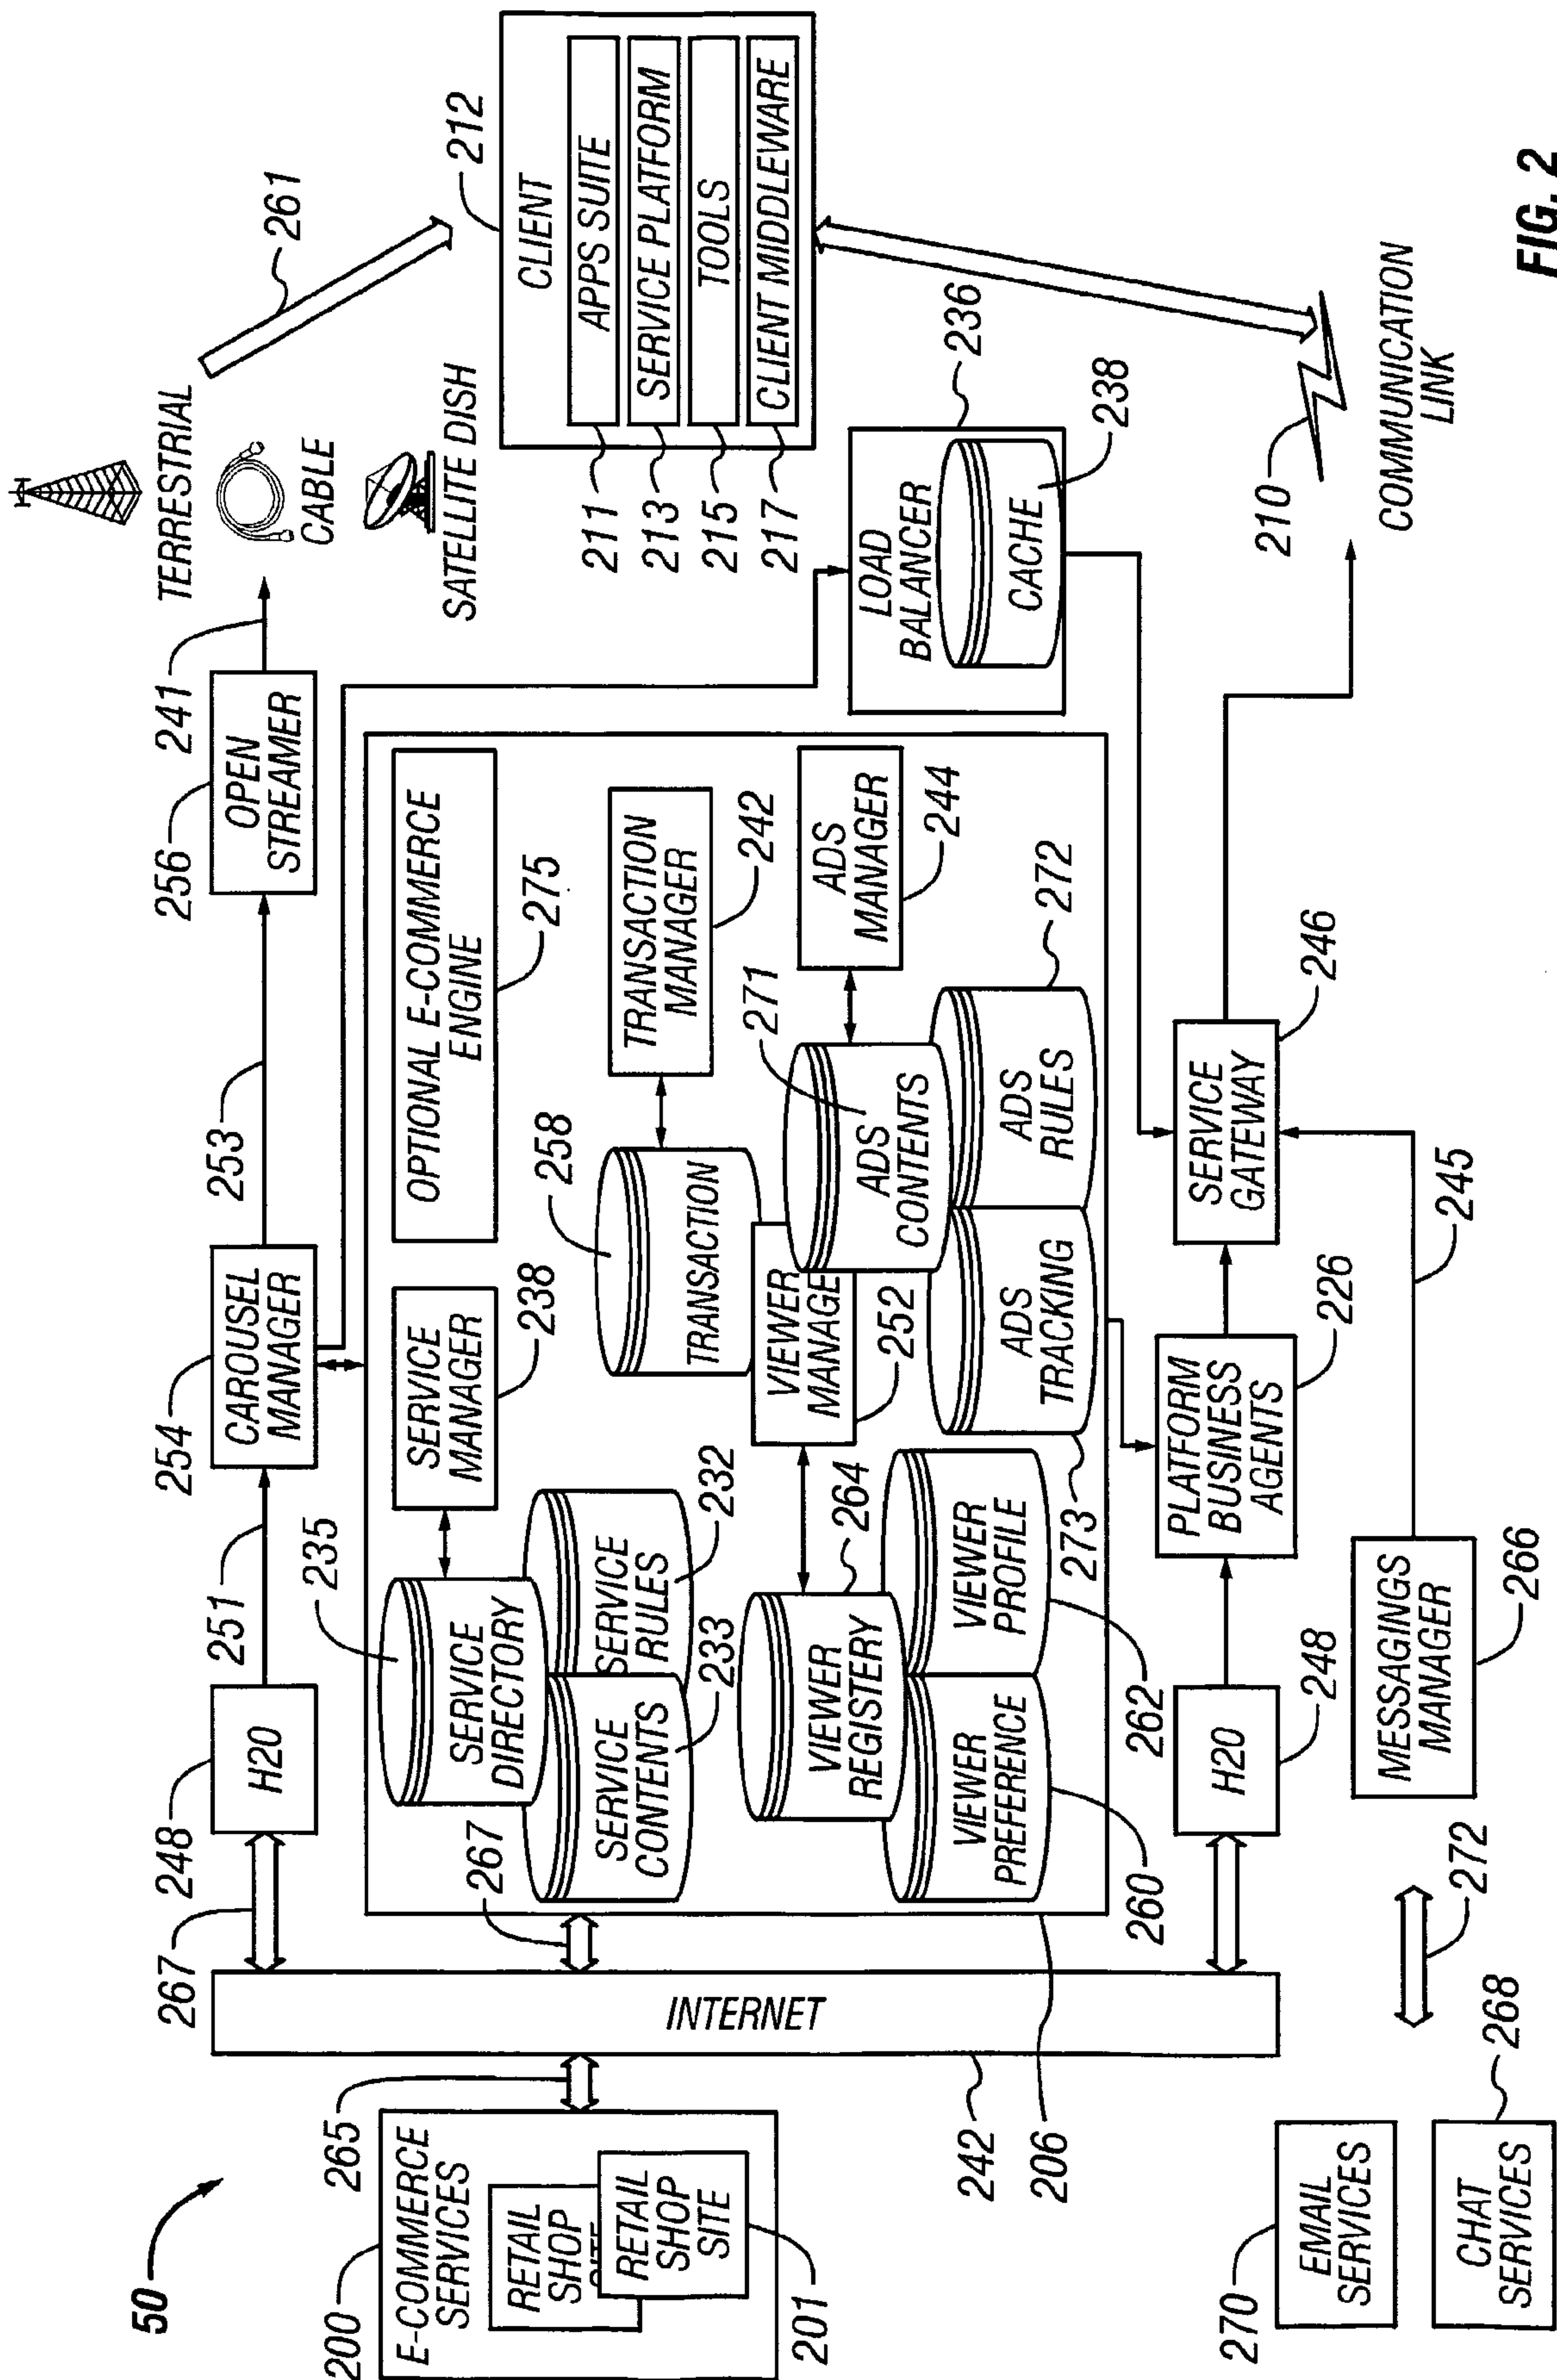 50
200
E-COMMERCE
SERVICES
RETAIL
SHOP
RETAIL
SHOP
SITE
201
265
INTERNET
242
206
267
248
H20
251
254
CAROUSEL
MANAGER
253
256
OPEN
STREAMER
241
TERRESTRIAL
CABLE
SATELLITE DISH
261
212
CLIENT
APPS SUITE
SERVICE PLATFORM
TOOLS
CLIENT MIDDLEWARE
211
213
215
217
267
235
SERVICE
DIRECTORY
SERVICE
CONTENTS
233
SERVICE
RULES
232
SERVICE
MANAGER
238
OPTIONAL E-COMMERCE
ENGINE
275
258
TRANSACTION
TRANSACTION
MANAGER
242
VIEWER
REGISTERY
264
VIEWER
PREFERENCE
260
VIEWER
PROFILE
262
VIEWER
MANAGE
252
271
ADS
CONTENTS
ADS
MANAGER
244
ADS
TRACKING
273
ADS
RULES
272
LOAD
BALANCER
236
CACHE
238
H20
248
PLATFORM
BUSINESS
AGENTS
226
SERVICE
GATEWAY
246
210
COMMUNICATION
LINK
MESSAGINGS
MANAGER
266
245
272
270
EMAIL
SERVICES
CHAT
SERVICES
268
FIG. 2